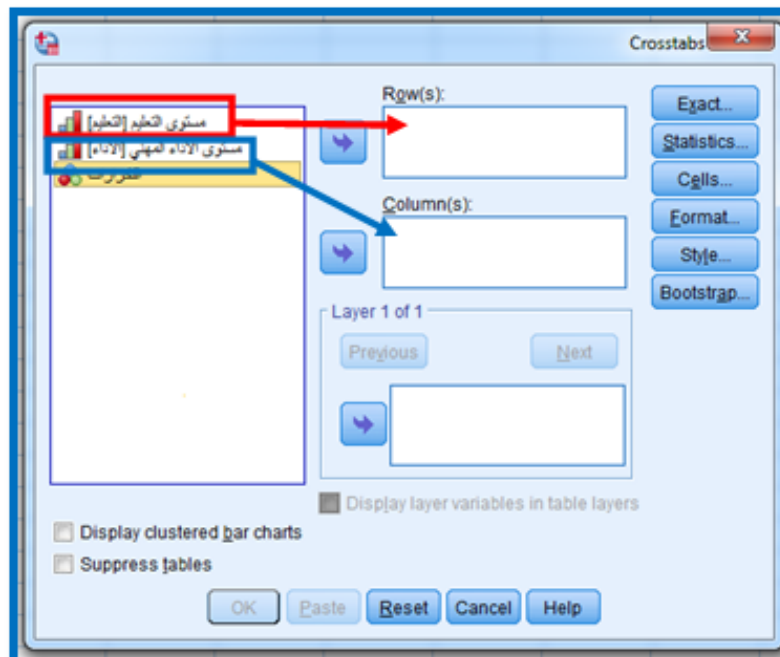 Crosstabs
مستوى التعليم [التعليم]
مستوى الاداء المهني [الاداء]
التكرارات
Row(s):
Column(s):
Layer 1 of 1
Previous
Next
Display layer variables in table layers
Exact...
Statistics...
Cells...
Format...
Style...
Bootstrap...
Display clustered bar charts
Suppress tables
OK
Paste
Reset
Cancel
Help